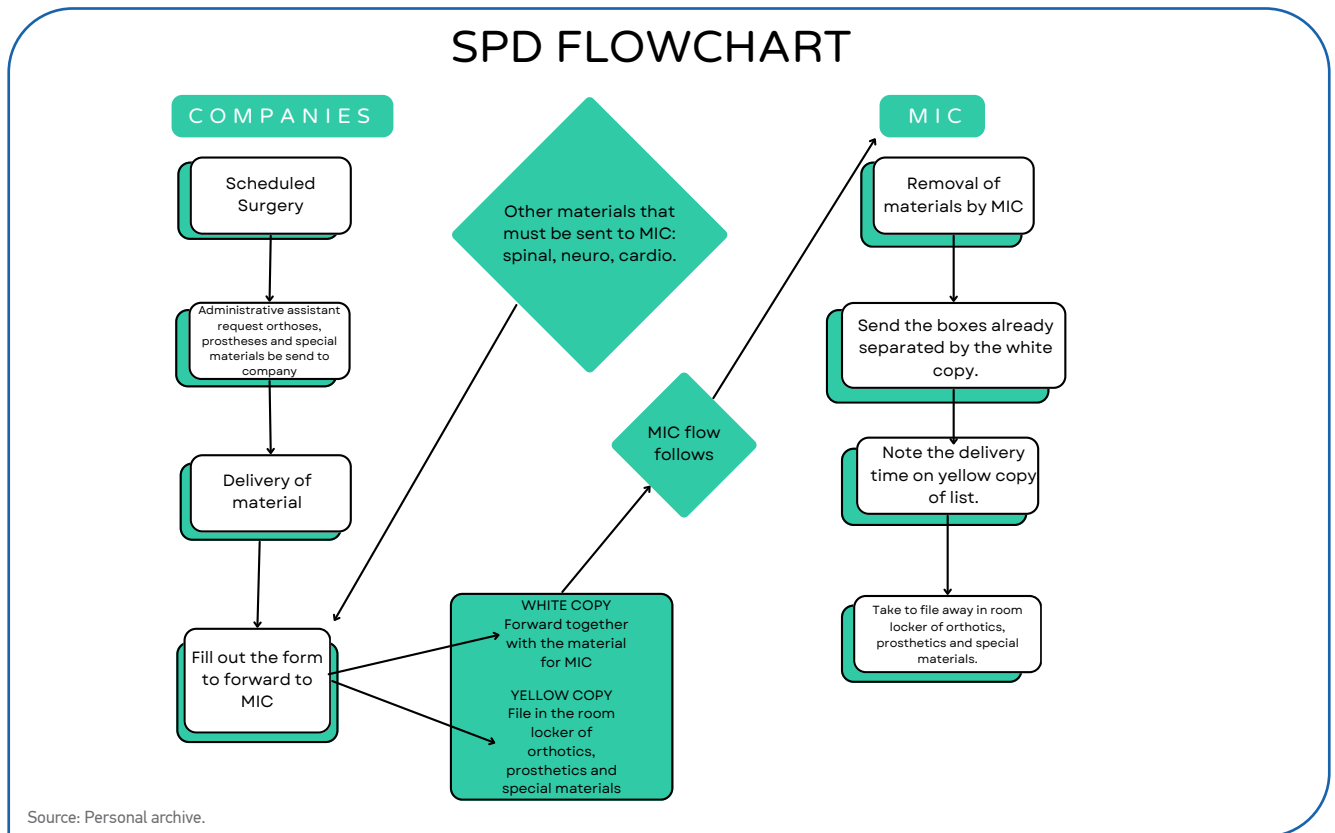 SPD FLOWCHART
COMPANIES
Scheduled
Surgery
Administrative assistant
request orthoses,
prostheses and special
materials be send to
company
Delivery of
material
Fill out the form
to forward to
MIC
Other materials that
must be sent to MIC:
spinal, neuro, cardio.
WHITE COPY
Forward together
with the material
for MIC
YELLOW COPY
File in the room
locker of
orthotics,
prosthetics and
special materials
MIC flow
follows
MIC
Removal of
materials by MIC
Send the boxes already
separated by the white
copy.
Note the delivery
time on yellow copy
of list.
Take to file away in room
locker of orthotics,
prosthetics and special
materials.
Source: Personal archive.